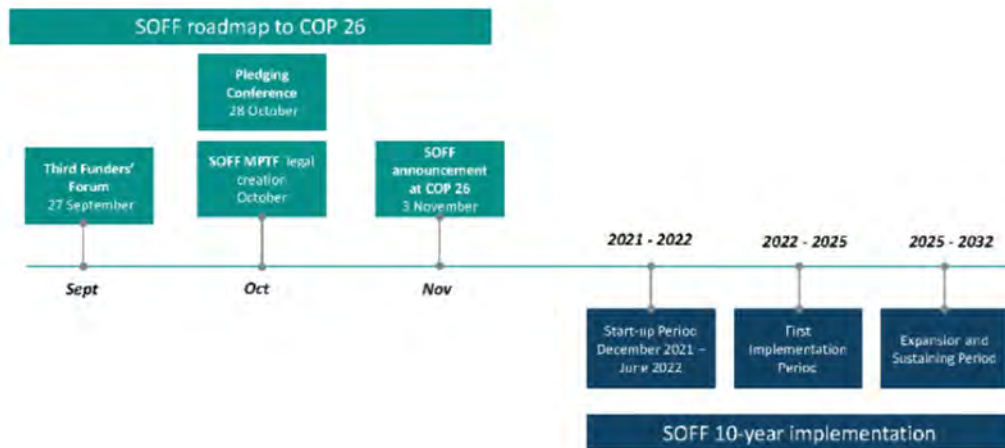 SOFF roadmap to COP 26
Pledging
Conference
28 October
Third Funders'
Forum
27 September
SOFF MPTF legal
creation
October
SOFF
announcement
at COP 26
3 November
2021 - 2022
2022 - 2025
2025 - 2032
Sept
Oct
Nov
Start-up Period
December 2021 –
June 2022
First
Implementation
Period
Expansion and
Sustaining Period
SOFF 10-year implementation